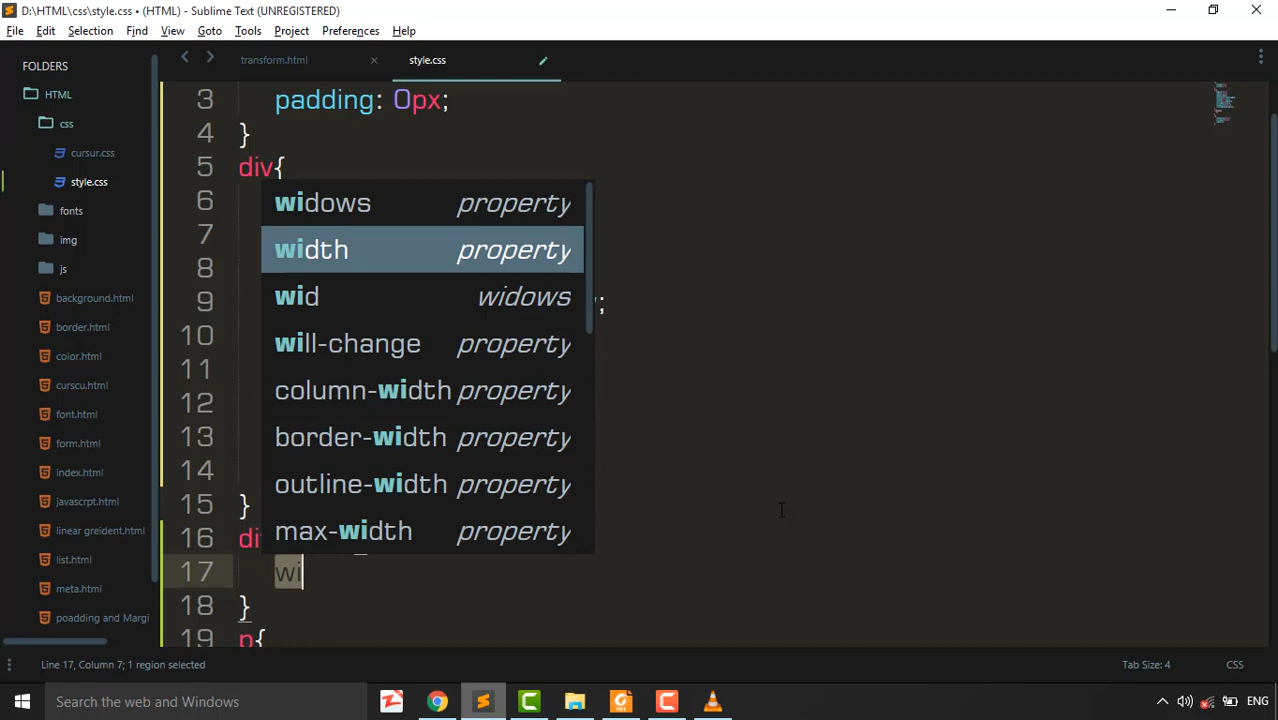 D:\HTML\css\style.css • (HTML) - Sublime Text (UNREGISTERED)
File Edit Selection Find View Goto Tools Project Preferences Help
FOLDERS
HTML
css
cursur.css
style.css
fonts
img
js
background.html
border.html
color.html
curscu.html
font.html
form.html
index.html
javascrpt.html
linear greident.html
list.html
meta.html
poadding and Margi
transform.html
style.css
3 padding: 0px;
4 }
5 div{
6
7
8
9 ;
10
11
12
13
14
15 }
16 di
17 wi
18 }
19 p{
widows property
width property
wid widows
will-change property
column-width property
border-width property
outline-width property
max-width property
Line 17, Column 7; 1 region selected
Tab Size: 4
CSS
Search the web and Windows
ENG